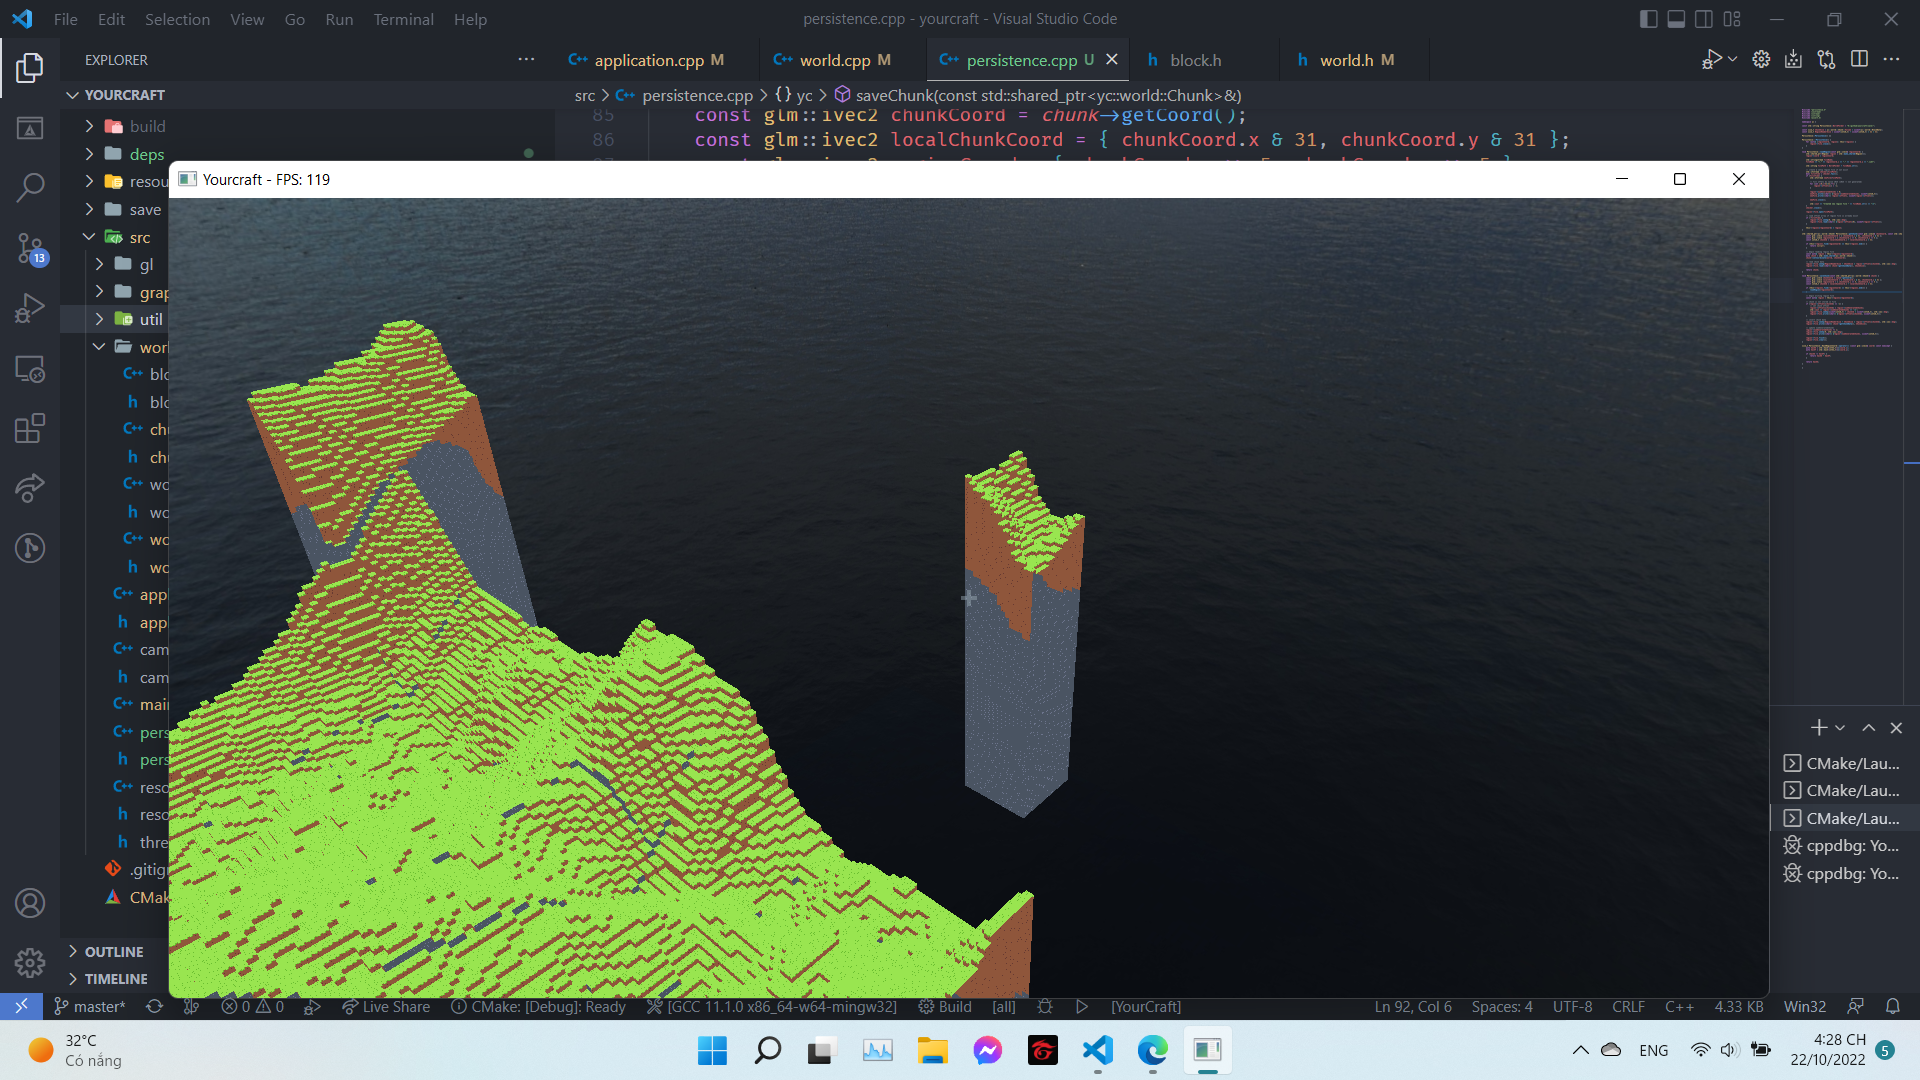 File Edit Selection View Go Run Terminal Help
persistence.cpp - yourcraft - Visual Studio Code
EXPLORER
application.cpp M
world.cpp M
persistence.cpp U
block.h
world.h M
YOURCRAFT
src > persistence.cpp > {} yc > saveChunk(const std::shared_ptr<yc::world::Chunk>&)
build
deps
resou
save
src
gl
grap
util
worl
blo
blo
ch
ch
wo
wo
wo
wo
app
app
cam
cam
mai
pers
pers
reso
reso
thre
.gitign
CMak
OUTLINE
TIMELINE
13
85 const glm::ivec2 chunkCoord = chunk->getCoord();
86 const glm::ivec2 localChunkCoord = { chunkCoord.x & 31, chunkCoord.y & 31 };
Yourcraft - FPS: 119
CMake/Lau...
CMake/Lau...
CMake/Lau...
cppdbg: Yo...
cppdbg: Yo...
master* 0 0 Live Share CMake: [Debug]: Ready [GCC 11.1.0 x86_64-w64-mingw32] Build [all] [YourCraft] Ln 92, Col 6 Spaces: 4 UTF-8 CRLF C++ 4.33 KB Win32
32°C
Có nắng
ENG
4:28 CH
22/10/2022
5